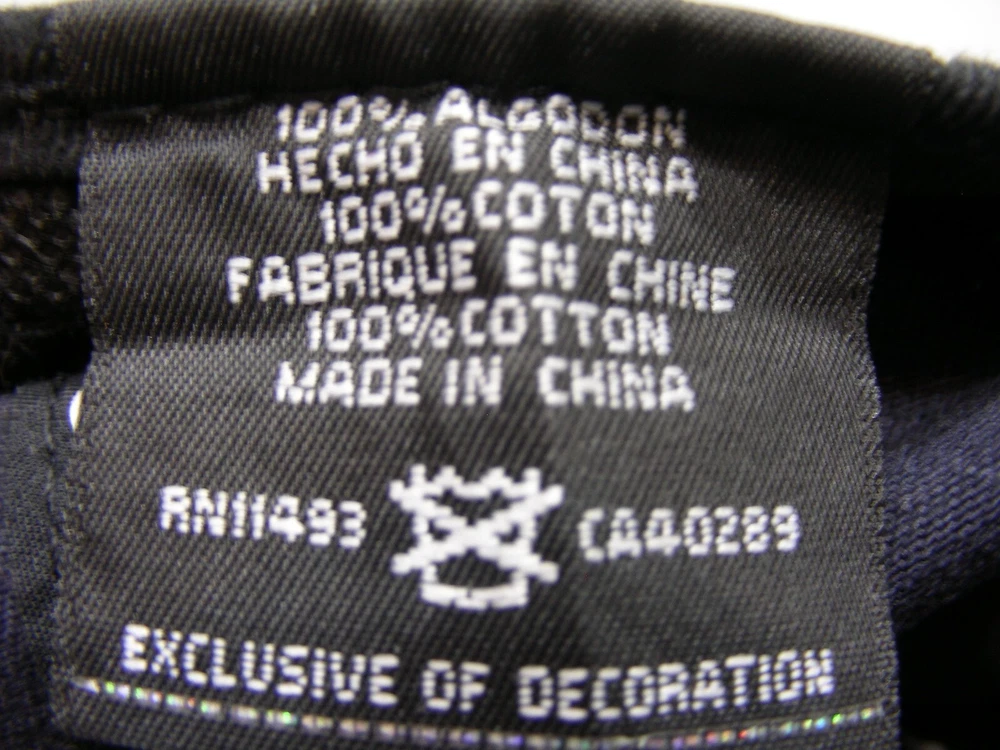 100% ALGODON
HECHO EN CHINA
100% COTON
FABRIQUE EN CHINE
100% COTTON
MADE IN CHINA
RN11493 CA40289
EXCLUSIVE OF DECORATION